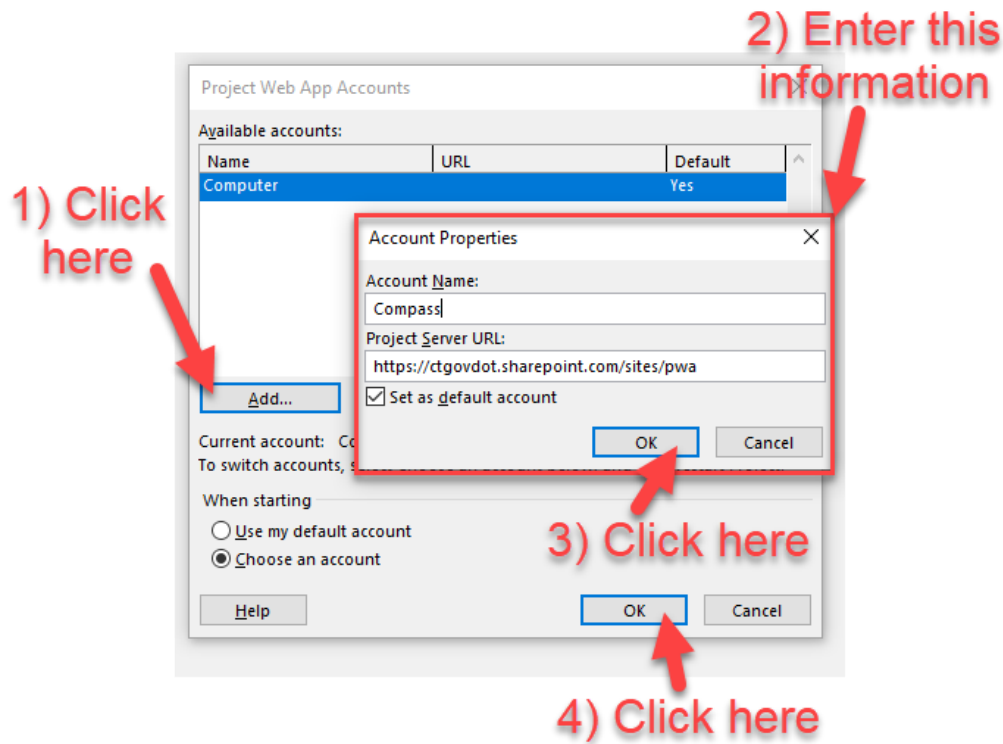 2) Enter this
information
Project Web App Accounts
Available accounts:
Name URL Default
Computer Yes
1) Click
here
Account Properties
Account Name:
Compass
Project Server URL:
https://ctgovdot.sharepoint.com/sites/pwa
Set as default account
Add...
OK Cancel
Current account: Co
To switch accounts,
When starting
Use my default account
3) Click here
Choose an account
Help OK Cancel
4) Click here